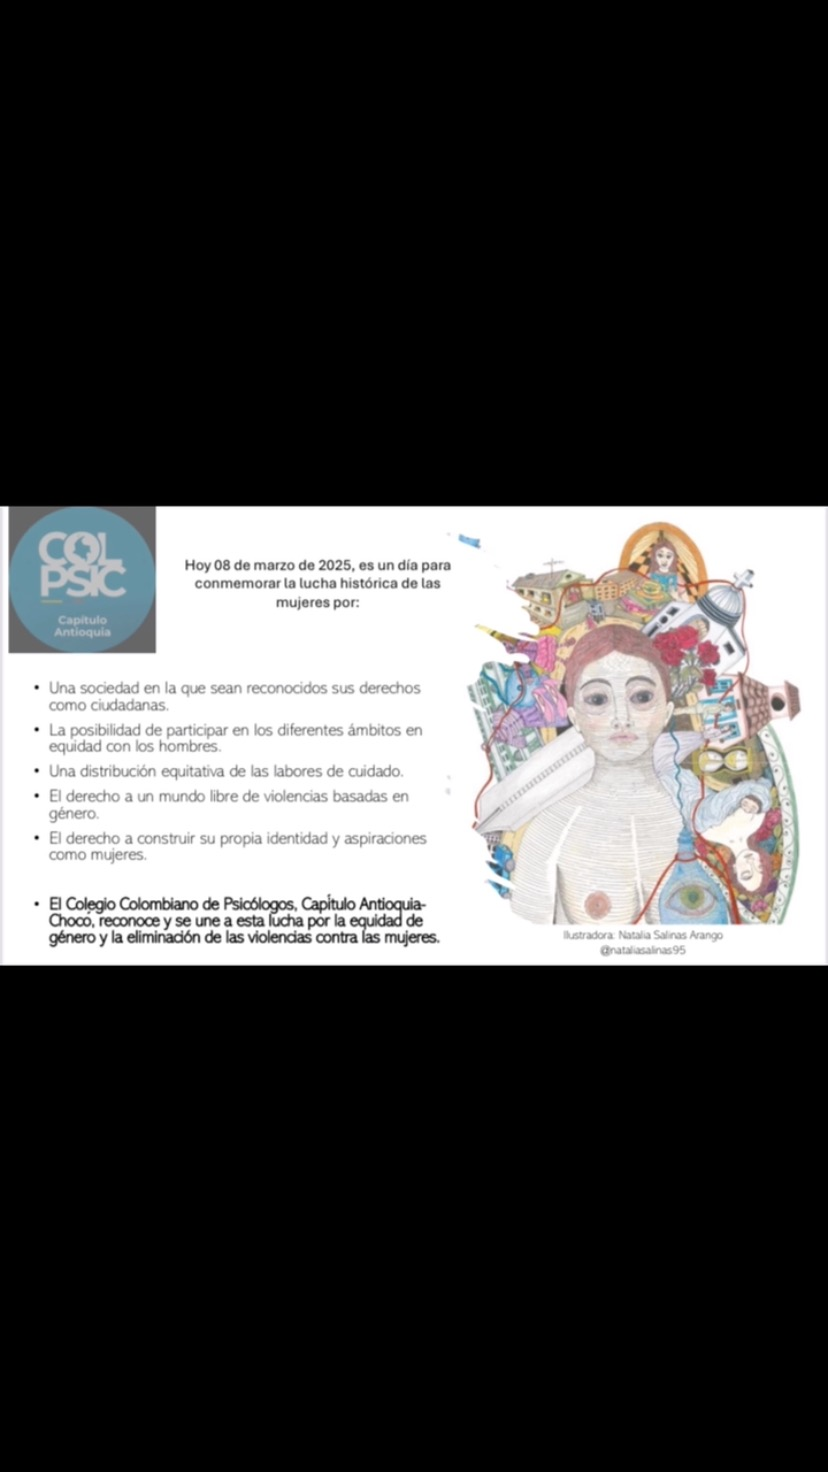 COL
PSIC
Capítulo
Antioquia
Hoy 08 de marzo de 2025, es un día para
conmemorar la lucha histórica de las
mujeres por:
• Una sociedad en la que sean reconocidos sus derechos
como ciudadanas.
• La posibilidad de participar en los diferentes ámbitos en
equidad con los hombres.
• Una distribución equitativa de las labores de cuidado.
• El derecho a un mundo libre de violencias basadas en
género.
• El derecho a construir su propia identidad y aspiraciones
como mujeres.
• El Colegio Colombiano de Psicólogos, Capítulo Antioquia-
Chocó, reconoce y se une a esta lucha por la equidad de
género y la eliminación de las violencias contra las mujeres.
Ilustradora: Natalia Salinas Arango
@nataliasalinas95